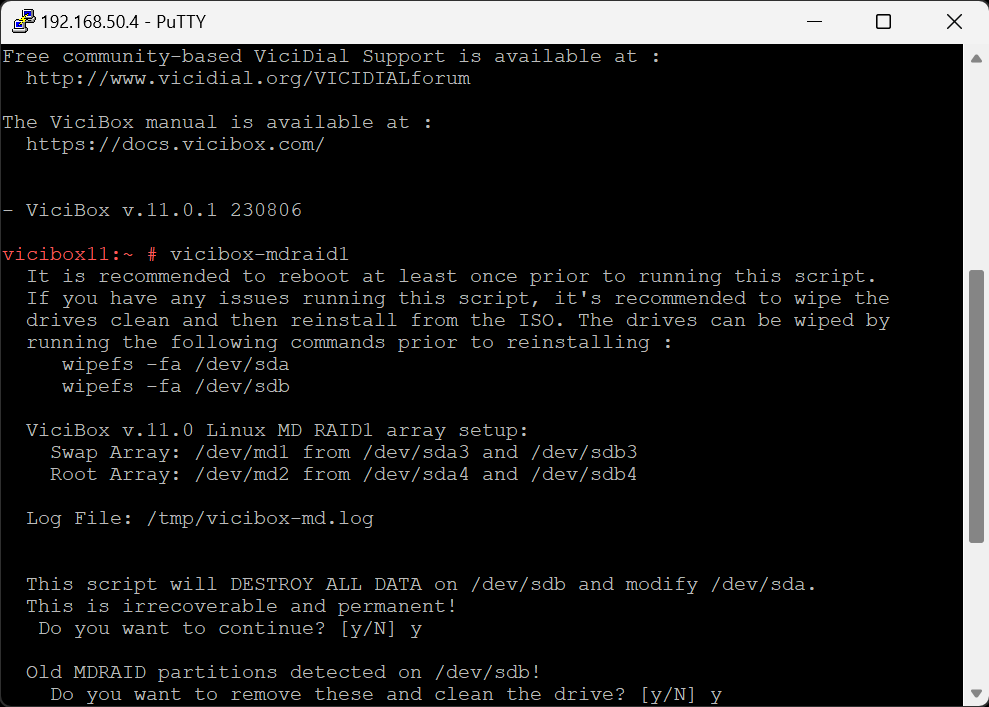 192.168.50.4 - PuTTY
Free community-based ViciDial Support is available at :
http://www.vicidial.org/VICIDIALforum
The ViciBox manual is available at :
https://docs.vicibox.com/
- ViciBox v.11.0.1 230806
vicibox11:~ # vicibox-mdraid1
It is recommended to reboot at least once prior to running this script.
If you have any issues running this script, it's recommended to wipe the
drives clean and then reinstall from the ISO. The drives can be wiped by
running the following commands prior to reinstalling :
wipefs -fa /dev/sda
wipefs -fa /dev/sdb
ViciBox v.11.0 Linux MD RAID1 array setup:
Swap Array: /dev/md1 from /dev/sda3 and /dev/sdb3
Root Array: /dev/md2 from /dev/sda4 and /dev/sdb4
Log File: /tmp/vicibox-md.log
This script will DESTROY ALL DATA on /dev/sdb and modify /dev/sda.
This is irrecoverable and permanent!
Do you want to continue? [y/N] y
Old MDRAID partitions detected on /dev/sdb!
Do you want to remove these and clean the drive? [y/N] y